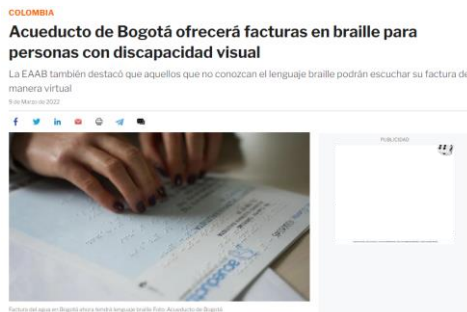 COLOMBIA
Acueducto de Bogotá ofrecerá facturas en braille para
personas con discapacidad visual
La EAAB también destacó que aquellos que no conozcan el lenguaje braille podrán escuchar su factura de
manera virtual
9 de Marzo de 2022
PUBLICIDAD
acueducto
Factura del agua en Bogotá ahora tendrá lenguaje braille Foto Acueducto de Bogotá